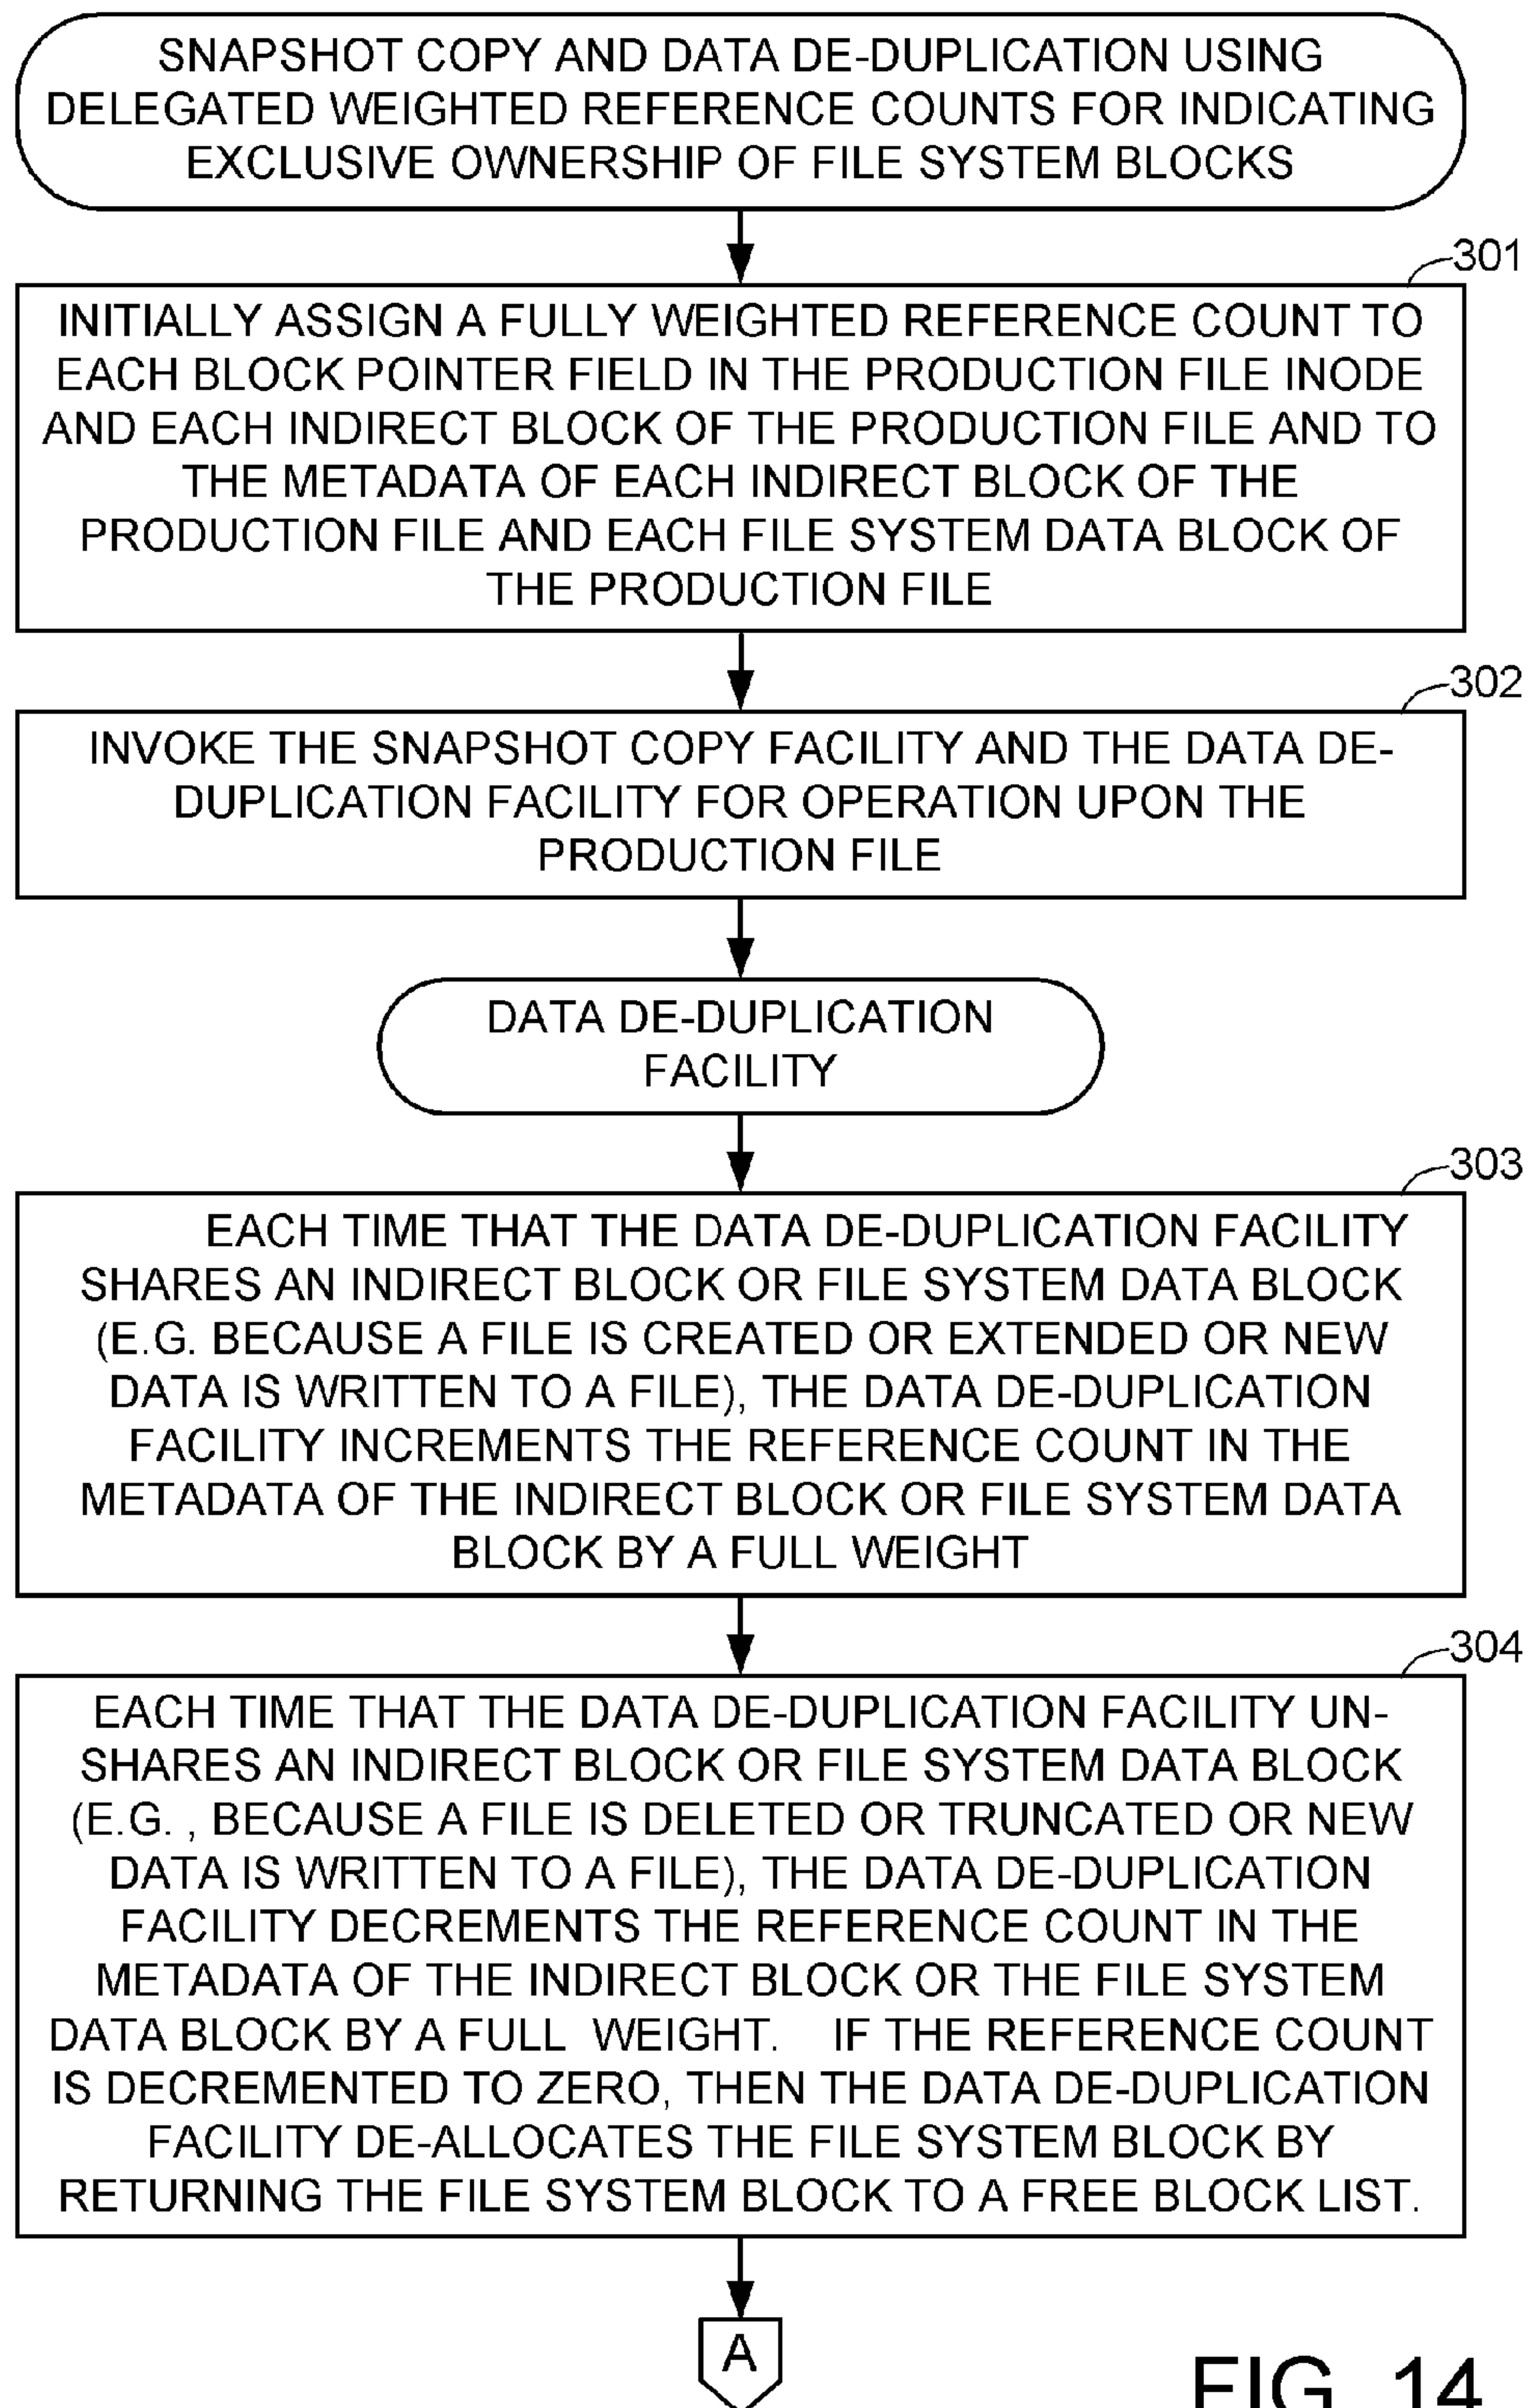 SNAPSHOT COPY AND DATA DE-DUPLICATION USING
DELEGATED WEIGHTED REFERENCE COUNTS FOR INDICATING
EXCLUSIVE OWNERSHIP OF FILE SYSTEM BLOCKS
301
INITIALLY ASSIGN A FULLY WEIGHTED REFERENCE COUNT TO
EACH BLOCK POINTER FIELD IN THE PRODUCTION FILE INODE
AND EACH INDIRECT BLOCK OF THE PRODUCTION FILE AND TO
THE METADATA OF EACH INDIRECT BLOCK OF THE
PRODUCTION FILE AND EACH FILE SYSTEM DATA BLOCK OF
THE PRODUCTION FILE
302
INVOKE THE SNAPSHOT COPY FACILITY AND THE DATA DE-
DUPLICATION FACILITY FOR OPERATION UPON THE
PRODUCTION FILE
DATA DE-DUPLICATION
FACILITY
303
EACH TIME THAT THE DATA DE-DUPLICATION FACILITY
SHARES AN INDIRECT BLOCK OR FILE SYSTEM DATA BLOCK
(E.G. BECAUSE A FILE IS CREATED OR EXTENDED OR NEW
DATA IS WRITTEN TO A FILE), THE DATA DE-DUPLICATION
FACILITY INCREMENTS THE REFERENCE COUNT IN THE
METADATA OF THE INDIRECT BLOCK OR FILE SYSTEM DATA
BLOCK BY A FULL WEIGHT
304
EACH TIME THAT THE DATA DE-DUPLICATION FACILITY UN-
SHARES AN INDIRECT BLOCK OR FILE SYSTEM DATA BLOCK
(E.G. , BECAUSE A FILE IS DELETED OR TRUNCATED OR NEW
DATA IS WRITTEN TO A FILE), THE DATA DE-DUPLICATION
FACILITY DECREMENTS THE REFERENCE COUNT IN THE
METADATA OF THE INDIRECT BLOCK OR THE FILE SYSTEM
DATA BLOCK BY A FULL WEIGHT. IF THE REFERENCE COUNT
IS DECREMENTED TO ZERO, THEN THE DATA DE-DUPLICATION
FACILITY DE-ALLOCATES THE FILE SYSTEM BLOCK BY
RETURNING THE FILE SYSTEM BLOCK TO A FREE BLOCK LIST.
A
FIG. 14